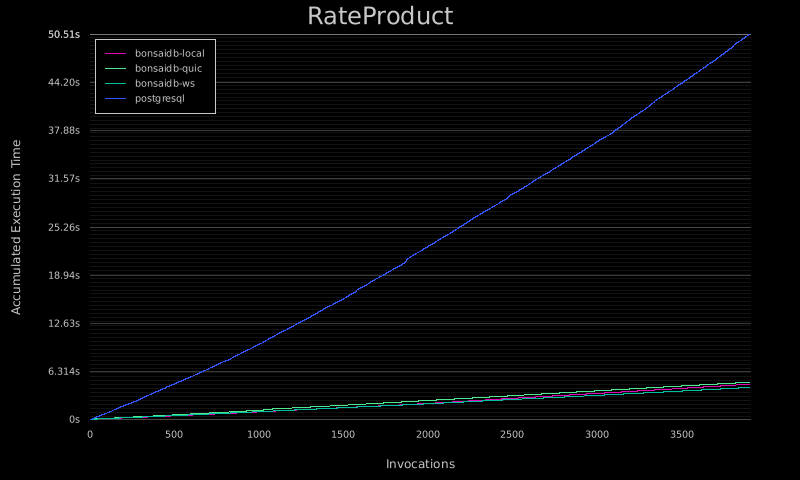 RateProduct
50.51s
44.20s
37.88s
31.57s
25.26s
18.94s
12.63s
6.314s
0s
bonsaidb-local
bonsaidb-quic
bonsaidb-ws
postgresql
Accumulated Execution Time
0 500 1000 1500 2000 2500 3000 3500
Invocations